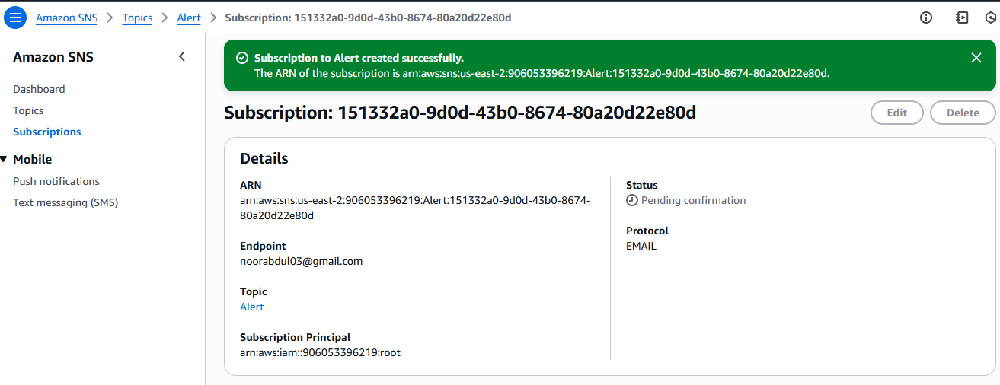 Amazon SNS > Topics > Alert > Subscription: 151332a0-9d0d-43b0-8674-80a20d22e80d
Amazon SNS
Dashboard
Topics
Subscriptions
Mobile
Push notifications
Text messaging (SMS)
Subscription to Alert created successfully.
The ARN of the subscription is arn:aws:sns:us-east-2:906053396219:Alert:151332a0-9d0d-43b0-8674-80a20d22e80d.
Subscription: 151332a0-9d0d-43b0-8674-80a20d22e80d
Edit
Delete
Details
ARN
arn:aws:sns:us-east-2:906053396219:Alert:151332a0-9d0d-43b0-8674-
80a20d22e80d
Endpoint
noorabdul03@gmail.com
Topic
Alert
Subscription Principal
arn:aws:iam::906053396219:root
Status
Pending confirmation
Protocol
EMAIL